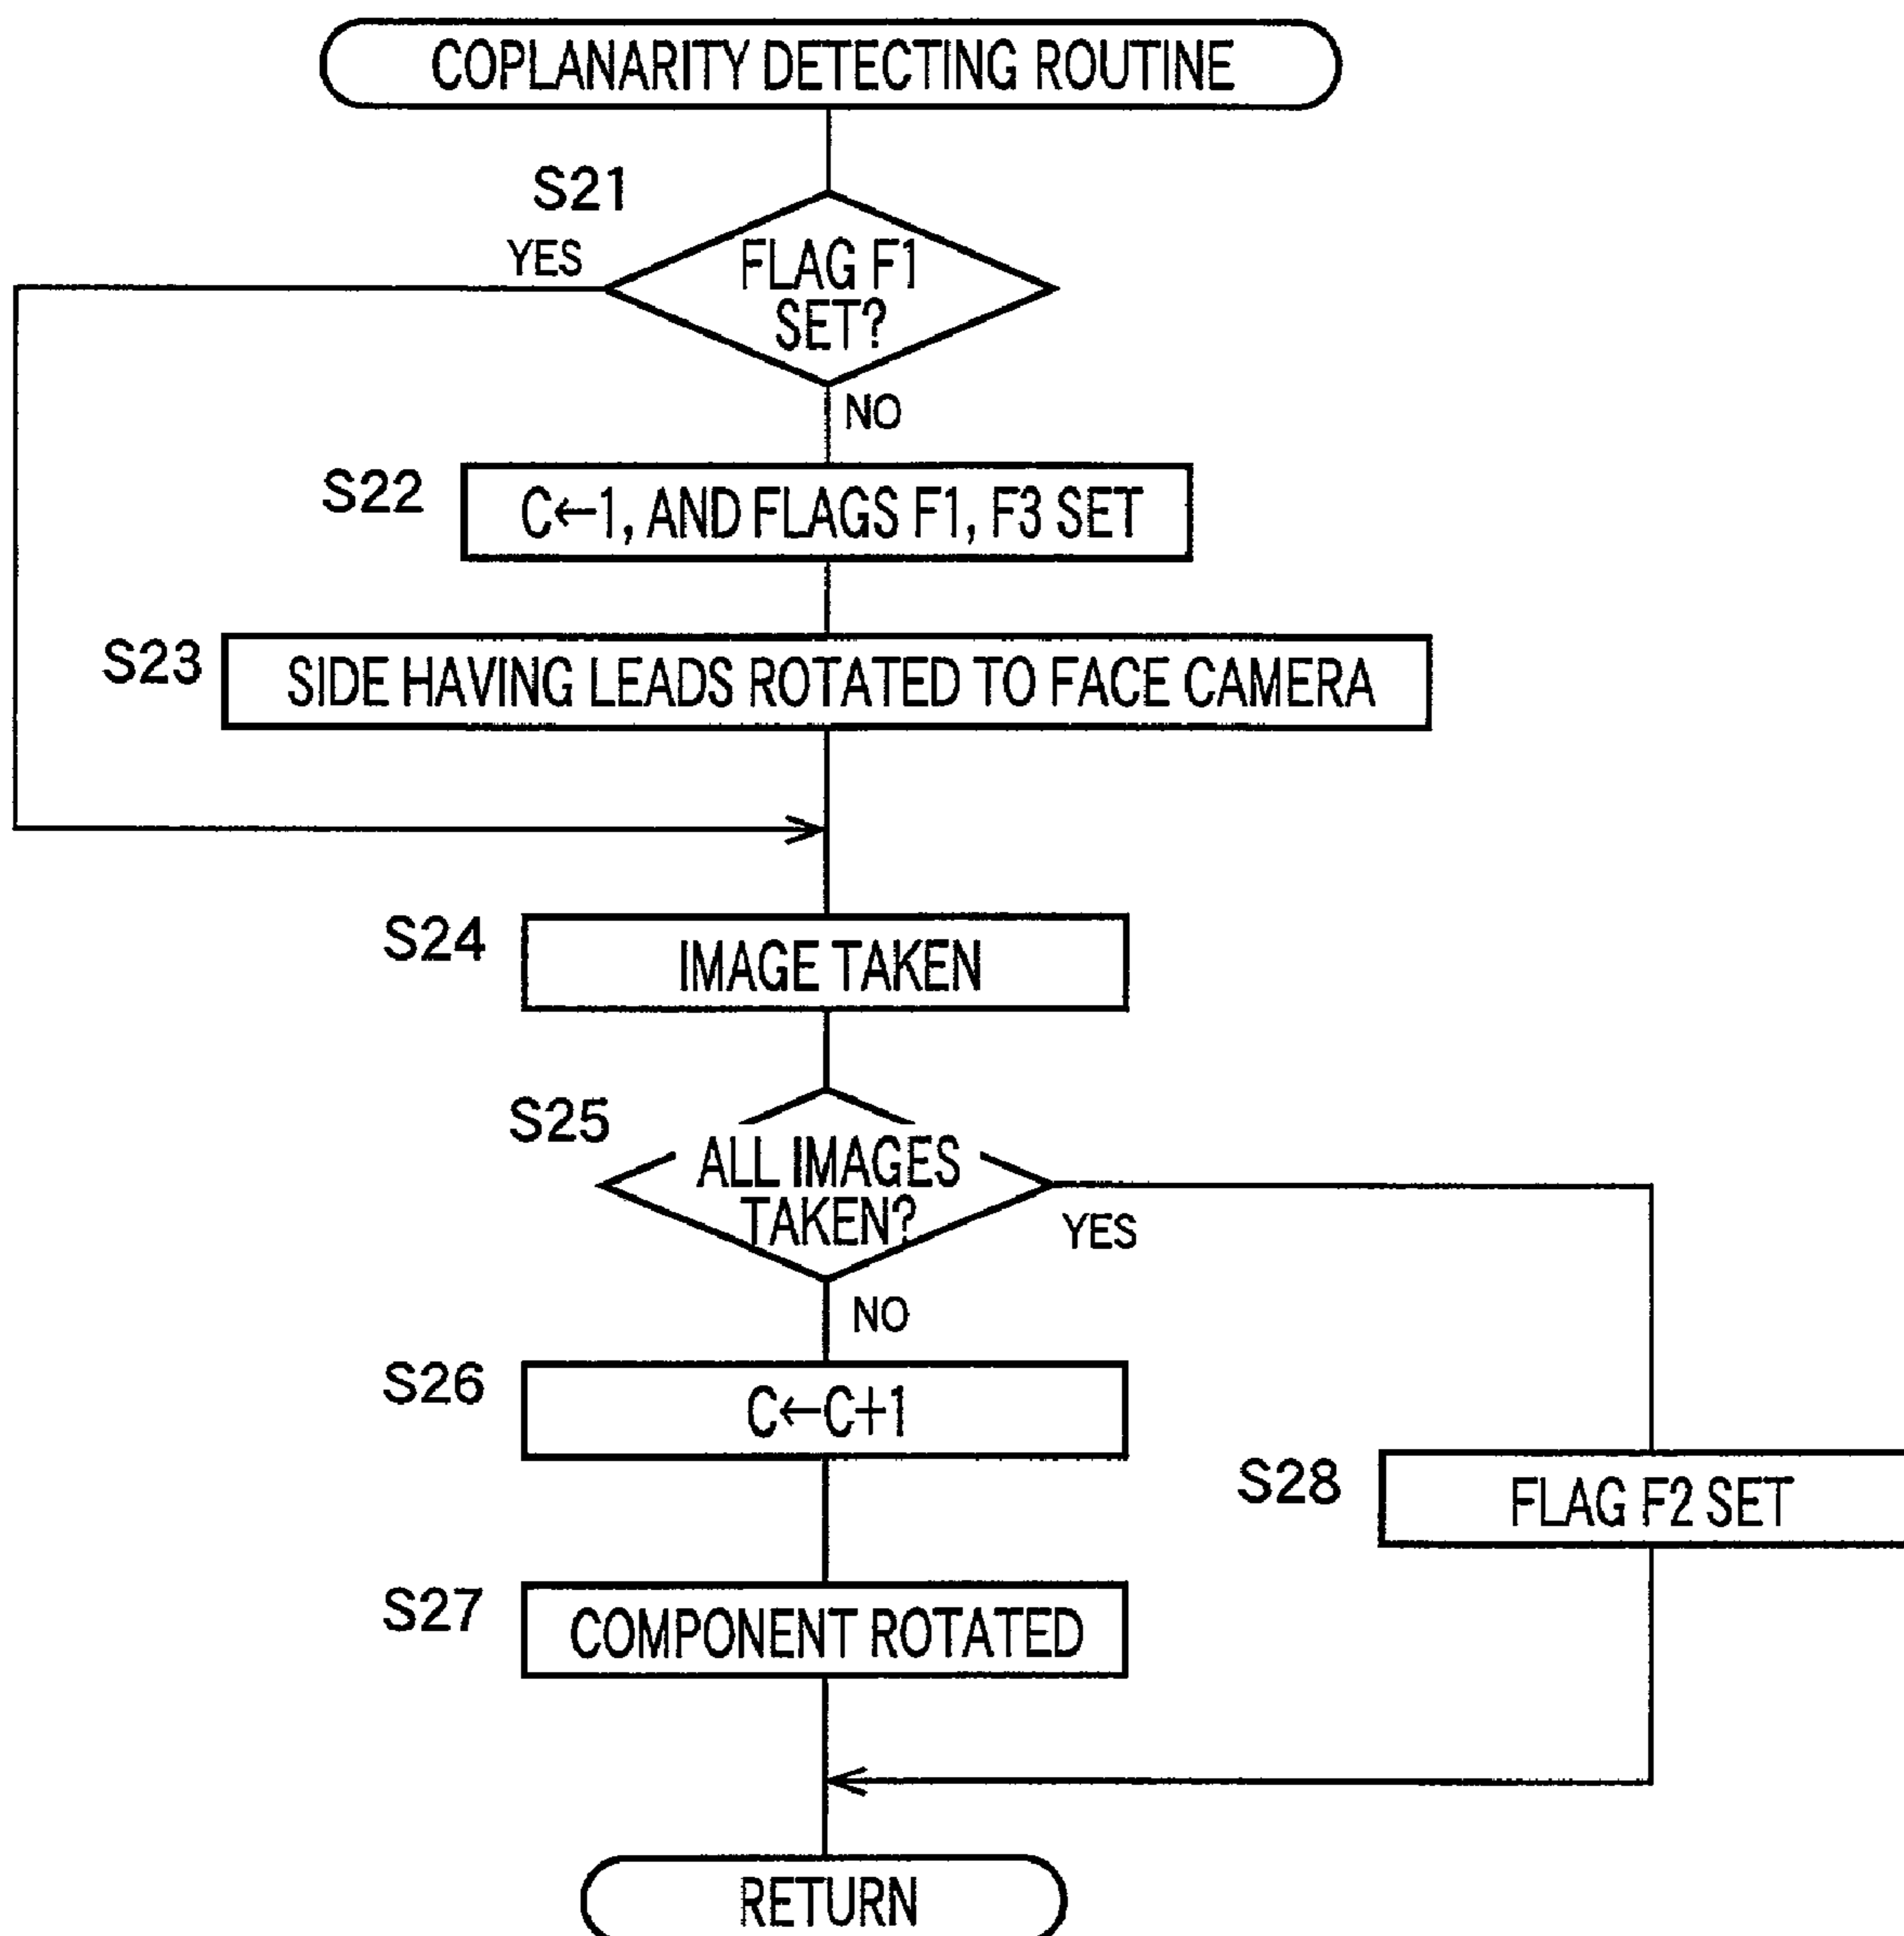 COPLANARITY DETECTING ROUTINE
S21
YES
FLAG F1
SET?
NO
S22
C←1, AND FLAGS F1, F3 SET
S23
SIDE HAVING LEADS ROTATED TO FACE CAMERA
S24
IMAGE TAKEN
S25
ALL IMAGES
TAKEN?
YES
NO
S26
C←C+1
S28
FLAG F2 SET
S27
COMPONENT ROTATED
RETURN